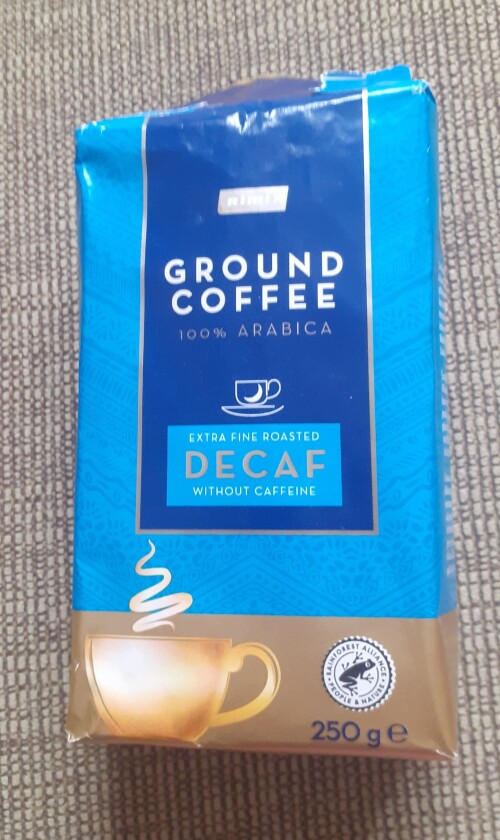 GROUND
COFFEE
100% ARABICA
EXTRA FINE ROASTED
DECAF
WITHOUT CAFFEINE
RAINFOREST ALLIANCE
PEOPLE & NATURE
250 g e